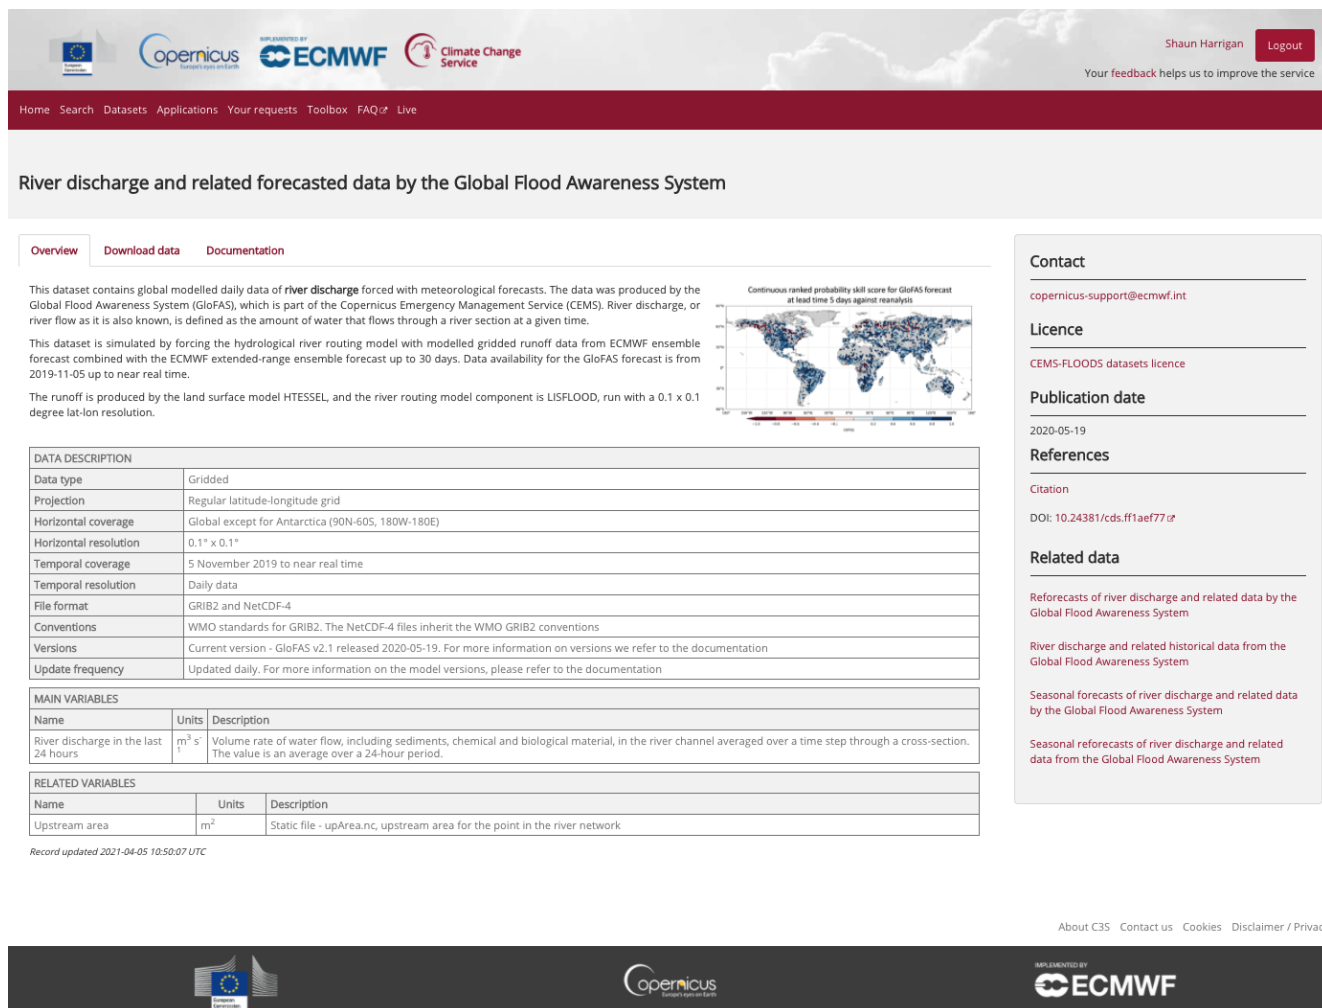 European Commission
opernicus
Europe's eyes on Earth
IMPLEMENTED BY
ECMWF
Climate Change
Service
Shaun Harrigan
Logout
Your feedback helps us to improve the service
Home Search Datasets Applications Your requests Toolbox FAQ Live
River discharge and related forecasted data by the Global Flood Awareness System
Overview Download data Documentation
This dataset contains global modelled daily data of river discharge forced with meteorological forecasts. The data was produced by the
Global Flood Awareness System (GloFAS), which is part of the Copernicus Emergency Management Service (CEMS). River discharge, or
river flow as it is also known, is defined as the amount of water that flows through a river section at a given time.
This dataset is simulated by forcing the hydrological river routing model with modelled gridded runoff data from ECMWF ensemble
forecast combined with the ECMWF extended-range ensemble forecast up to 30 days. Data availability for the GloFAS forecast is from
2019-11-05 up to near real time.
The runoff is produced by the land surface model HTESSEL, and the river routing model component is LISFLOOD, run with a 0.1 x 0.1
degree lat-lon resolution.
Continuous ranked probability skill score for GloFAS forecast
at lead time 5 days against reanalysis
DATA DESCRIPTION
Data type Gridded
Projection Regular latitude-longitude grid
Horizontal coverage Global except for Antarctica (90N-60S, 180W-180E)
Horizontal resolution 0.1° x 0.1°
Temporal coverage 5 November 2019 to near real time
Temporal resolution Daily data
File format GRIB2 and NetCDF-4
Conventions WMO standards for GRIB2. The NetCDF-4 files inherit the WMO GRIB2 conventions
Versions Current version - GloFAS v2.1 released 2020-05-19. For more information on versions we refer to the documentation
Update frequency Updated daily. For more information on the model versions, please refer to the documentation
MAIN VARIABLES
Name Units Description
River discharge in the last 24 hours m³ s⁻¹ Volume rate of water flow, including sediments, chemical and biological material, in the river channel averaged over a time step through a cross-section.
The value is an average over a 24-hour period.
RELATED VARIABLES
Name Units Description
Upstream area m² Static file - upArea.nc, upstream area for the point in the river network
Record updated 2021-04-05 10:50:07 UTC
Contact
copernicus-support@ecmwf.int
Licence
CEMS-FLOODS datasets licence
Publication date
2020-05-19
References
Citation
DOI: 10.24381/cds.ff1aef77
Related data
Reforecasts of river discharge and related data by the
Global Flood Awareness System
River discharge and related historical data from the
Global Flood Awareness System
Seasonal forecasts of river discharge and related data
by the Global Flood Awareness System
Seasonal reforecasts of river discharge and related
data from the Global Flood Awareness System
About C3S Contact us Cookies Disclaimer / Privac
European Commission
opernicus
Europe's eyes on Earth
IMPLEMENTED BY
ECMWF